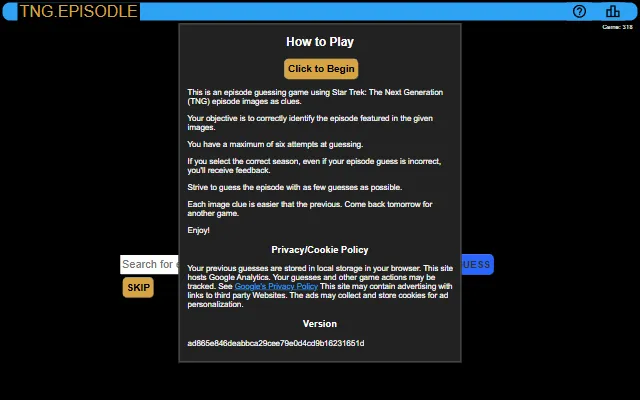 TNG.EPISODLE
Game: 318
How to Play
Click to Begin
This is an episode guessing game using Star Trek: The Next Generation
(TNG) episode images as clues.
Your objective is to correctly identify the episode featured in the given
images.
You have a maximum of six attempts at guessing.
If you select the correct season, even if your episode guess is incorrect,
you'll receive feedback.
Strive to guess the episode with as few guesses as possible.
Each image clue is easier that the previous. Come back tomorrow for
another game.
Enjoy!
Search for e
UESS
SKIP
Privacy/Cookie Policy
Your previous guesses are stored in local storage in your browser. This site
hosts Google Analytics. Your guesses and other game actions may be
tracked. See Google's Privacy Policy This site may contain advertising with
links to third party Websites. The ads may collect and store cookies for ad
personalization.
Version
ad865e846deabbca29cee79e0d4cd9b16231651d